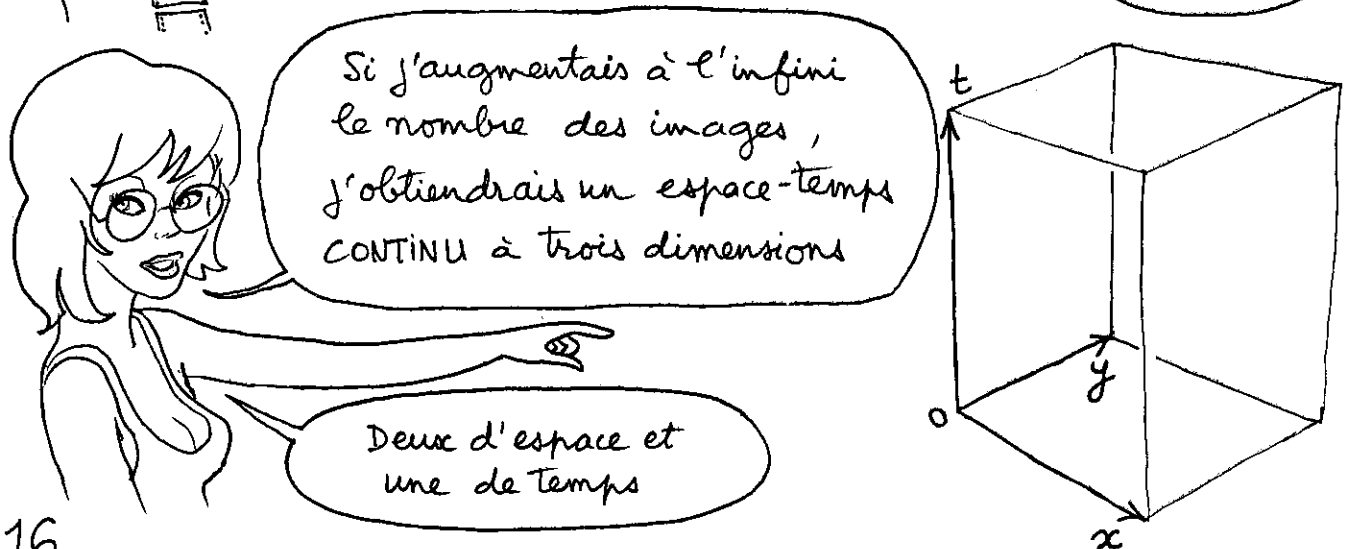 Si j'augmentais à l'infini
le nombre des images,
j'obtiendrais un espace-temps
CONTINU à trois dimensions
t
y
o
x
Deux d'espace et
une de temps
16